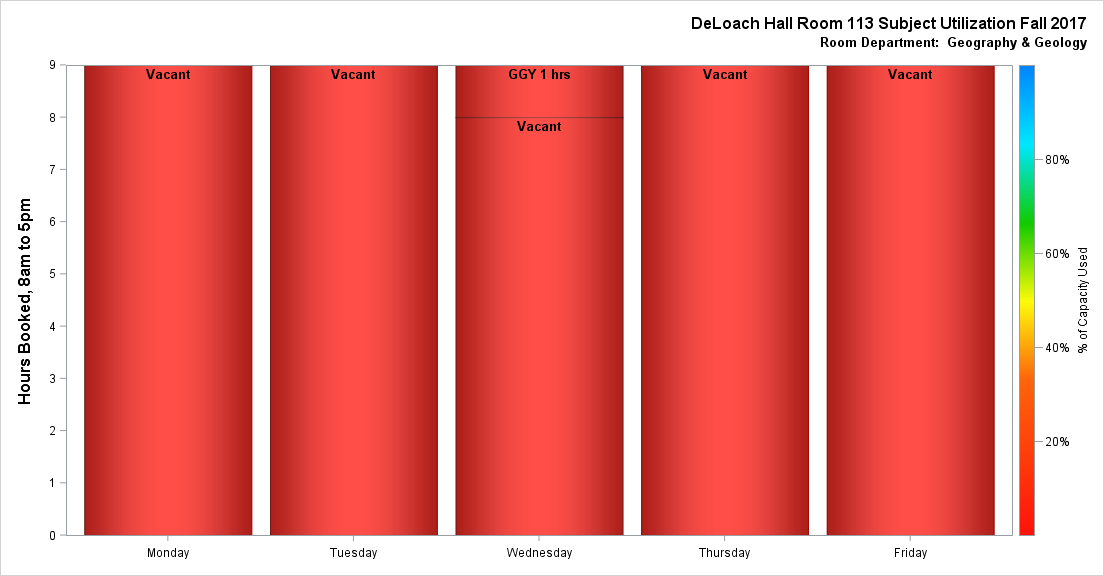 DeLoach Hall Room 113 Subject Utilization Fall 2017
Room Department:  Geography & Geology
Hours Booked, 8am to 5pm
9
8
7
6
5
4
3
2
1
0
Vacant
Vacant
GGY 1 hrs
Vacant
Vacant
Vacant
Monday
Tuesday
Wednesday
Thursday
Friday
80%
60%
40%
20%
% of Capacity Used